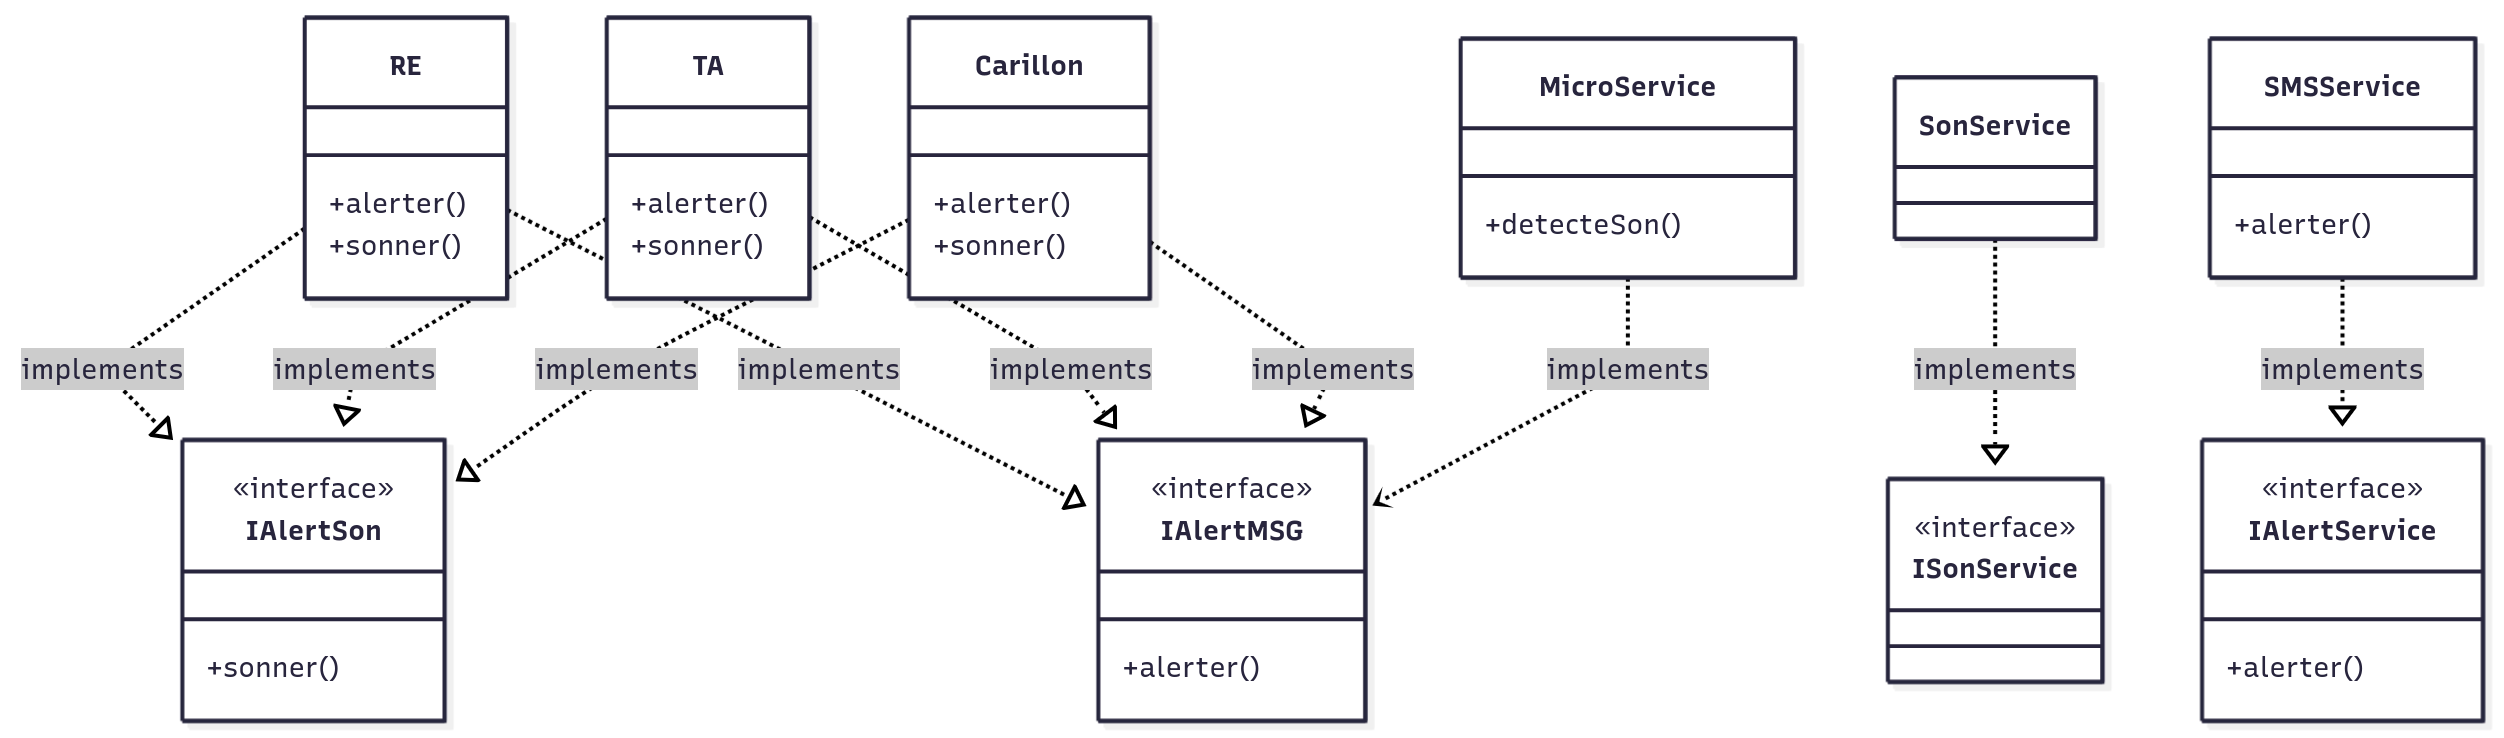 RE
+alerter()
+sonner()
TA
+alerter()
+sonner()
Carillon
+alerter()
+sonner()
MicroService
+detecteSon()
SonService
SMSService
+alerter()
implements
implements
implements
implements
implements
implements
implements
implements
implements
«interface»
IAlertSon
+sonner()
«interface»
IAlertMSG
+alerter()
«interface»
ISonService
«interface»
IAlertService
+alerter()